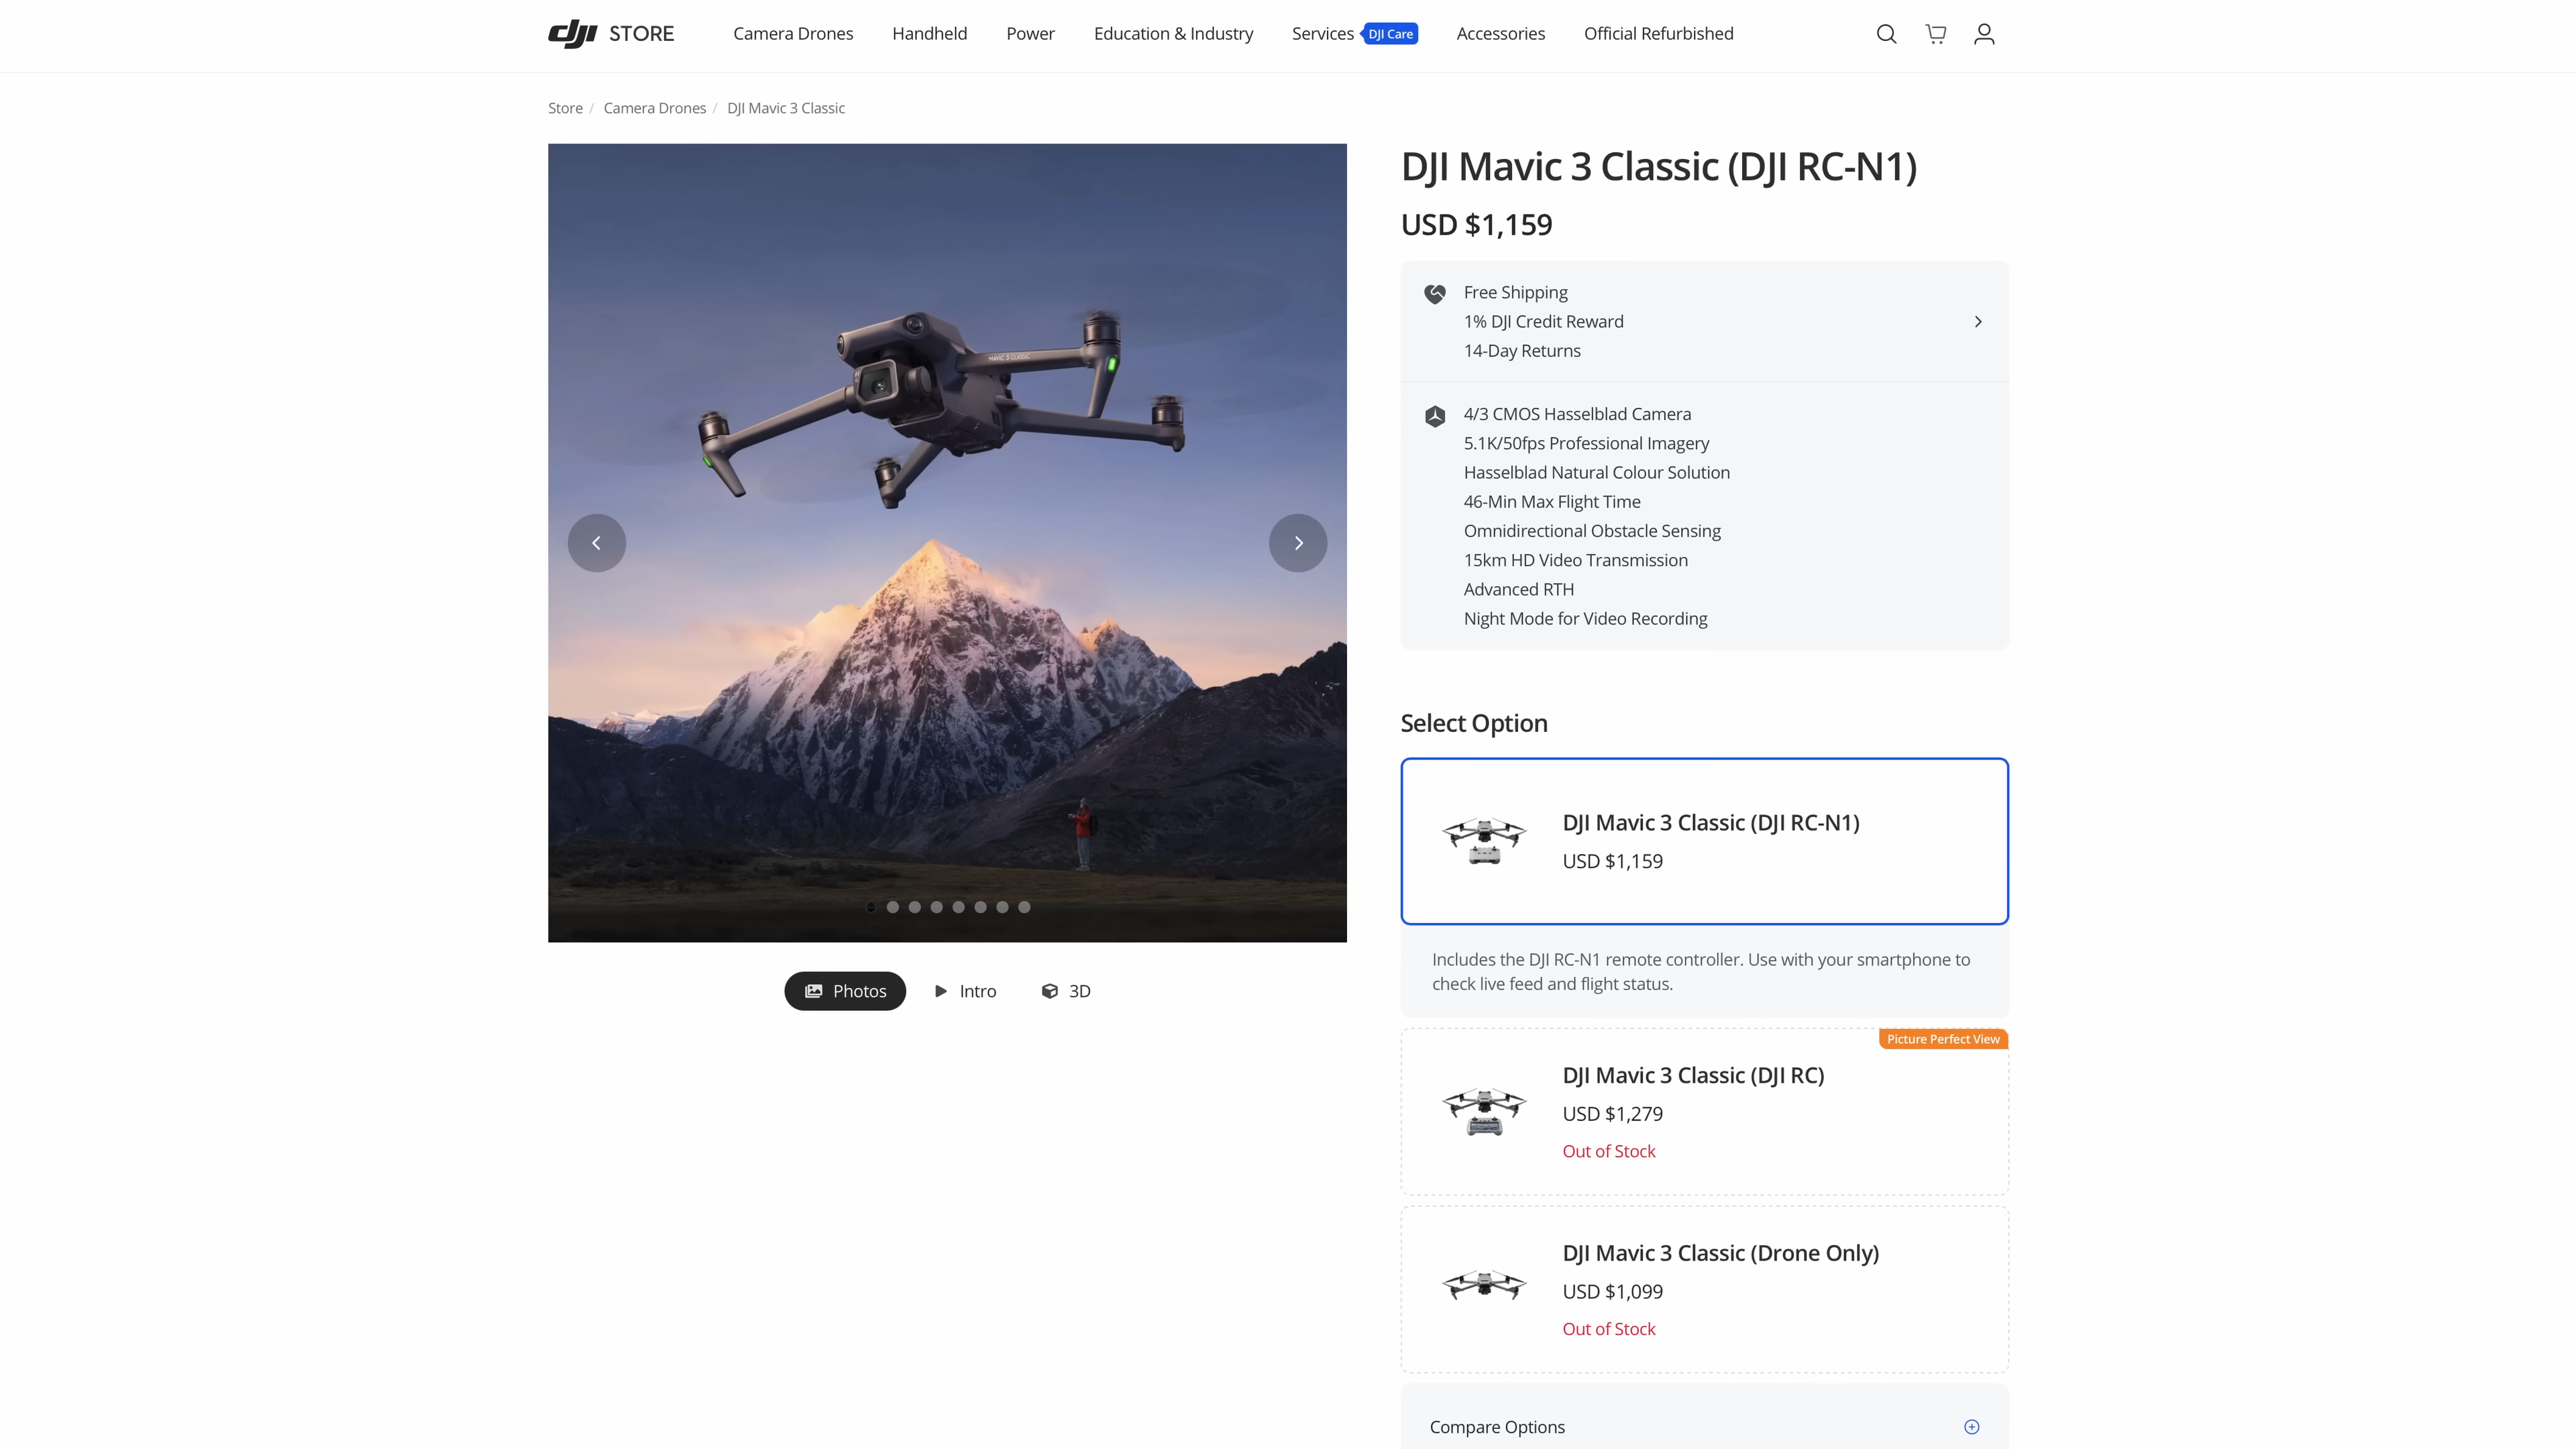 dji STORE
Camera Drones
Handheld
Power
Education & Industry
Services
DJI Care
Accessories
Official Refurbished
Store / Camera Drones / DJI Mavic 3 Classic
MAVIC 3 CLASSIC
Photos
Intro
3D
DJI Mavic 3 Classic (DJI RC-N1)
USD $1,159
Free Shipping
1% DJI Credit Reward
14-Day Returns
4/3 CMOS Hasselblad Camera
5.1K/50fps Professional Imagery
Hasselblad Natural Colour Solution
46-Min Max Flight Time
Omnidirectional Obstacle Sensing
15km HD Video Transmission
Advanced RTH
Night Mode for Video Recording
Select Option
DJI Mavic 3 Classic (DJI RC-N1)
USD $1,159
Includes the DJI RC-N1 remote controller. Use with your smartphone to
check live feed and flight status.
Picture Perfect View
DJI Mavic 3 Classic (DJI RC)
USD $1,279
Out of Stock
DJI Mavic 3 Classic (Drone Only)
USD $1,099
Out of Stock
Compare Options